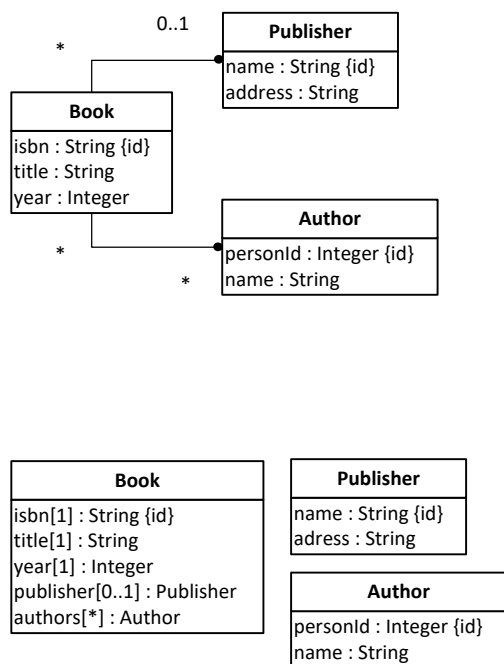 0..1
Publisher
*
name : String {id}
address : String
Book
isbn : String {id}
title : String
year : Integer
Author
*
personId : Integer {id}
*
name : String
Book
Publisher
isbn[1] : String {id}
title[1] : String
year[1] : Integer
publisher[0..1] : Publisher
authors[*] : Author
name : String {id}
adress : String
Author
personId : Integer {id}
name : String